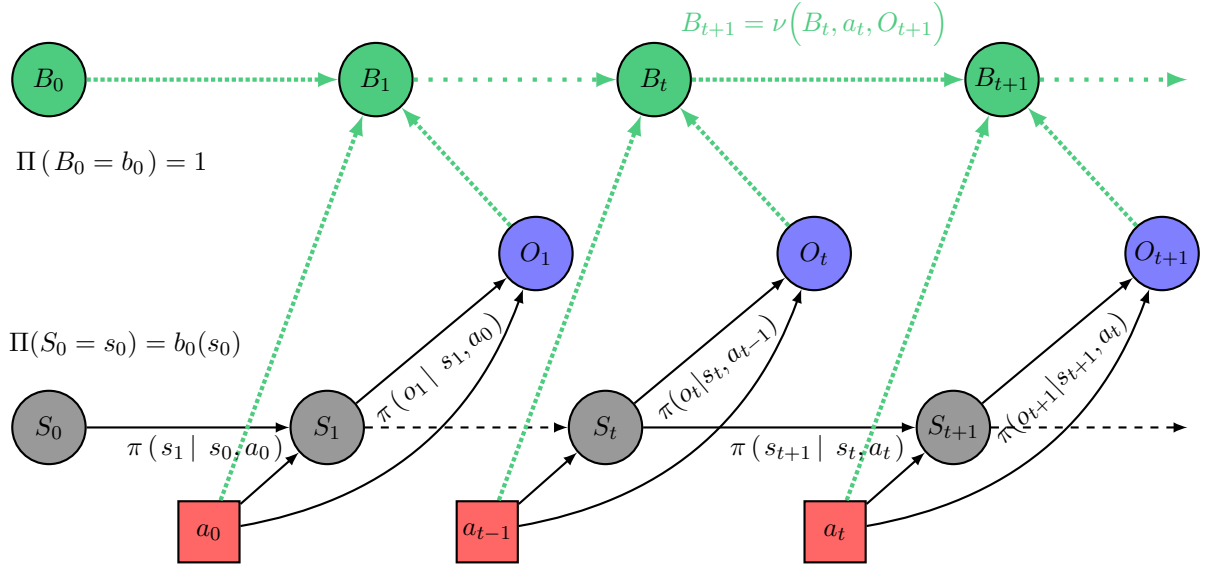 B_{t+1} = ν(B_t, a_t, O_{t+1})
B_0
B_1
B_t
B_{t+1}
Π (B_0 = b_0) = 1
O_1
O_t
O_{t+1}
Π(S_0 = s_0) = b_0(s_0)
π (o_1 | s_1, a_0)
π(o_t|s_t, a_{t−1})
π(o_{t+1}|s_{t+1}, a_t)
S_0
S_1
S_t
S_{t+1}
π (s_1 | s_0, a_0)
π (s_{t+1} | s_t, a_t)
a_0
a_{t−1}
a_t